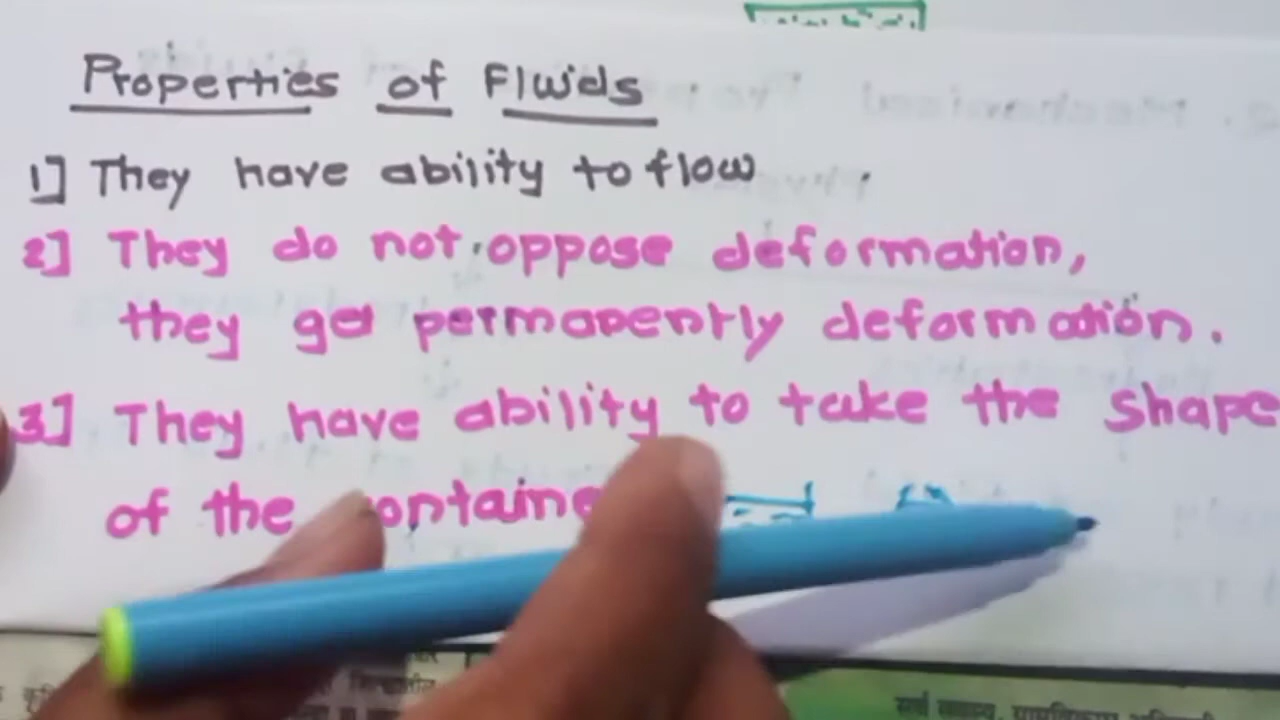 Properties of Fluids
1] They have ability to flow
2] They do not oppose deformation,
they get permanently deformation.
3] They have ability to take the shape
of the